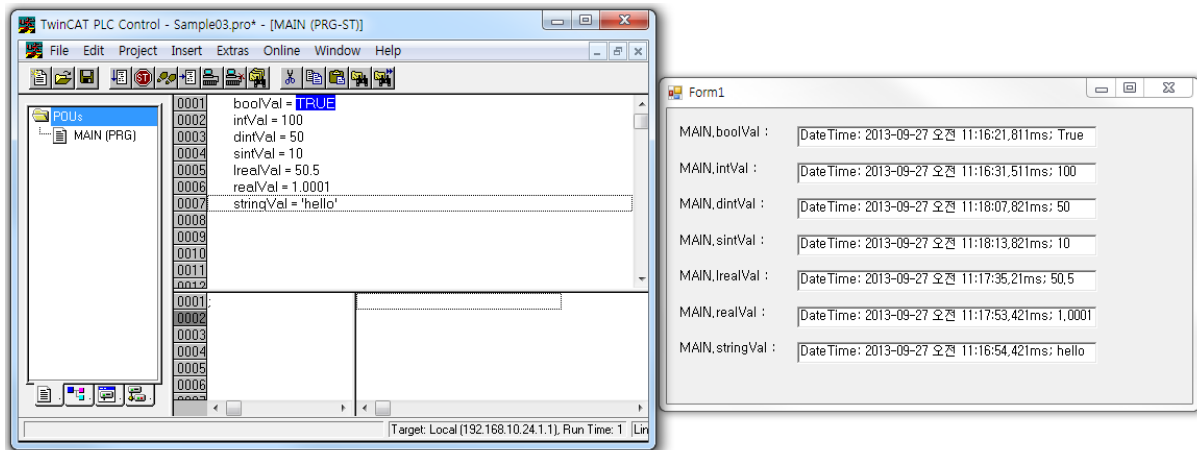 TwinCAT PLC Control - Sample03.pro* - [MAIN (PRG-ST)]
File Edit Project Insert Extras Online Window Help
POUs
MAIN (PRG)
0001 boolVal = TRUE
0002 intVal = 100
0003 dintVal = 50
0004 sintVal = 10
0005 lrealVal = 50.5
0006 realVal = 1.0001
0007 stringVal = 'hello'
0008
0009
0010
0011
0012
0001 ;
0002
0003
0004
0005
0006
0007
Target: Local (192.168.10.24.1.1), Run Time: 1 Lin
Form1
MAIN.boolVal : DateTime: 2013-09-27 오전 11:16:21,811ms; True
MAIN.intVal : DateTime: 2013-09-27 오전 11:16:31,511ms; 100
MAIN.dintVal : DateTime: 2013-09-27 오전 11:18:07,821ms; 50
MAIN.sintVal : DateTime: 2013-09-27 오전 11:18:13,821ms; 10
MAIN.lrealVal : DateTime: 2013-09-27 오전 11:17:35,21ms; 50.5
MAIN.realVal : DateTime: 2013-09-27 오전 11:17:53,421ms; 1.0001
MAIN.stringVal : DateTime: 2013-09-27 오전 11:16:54,421ms; hello